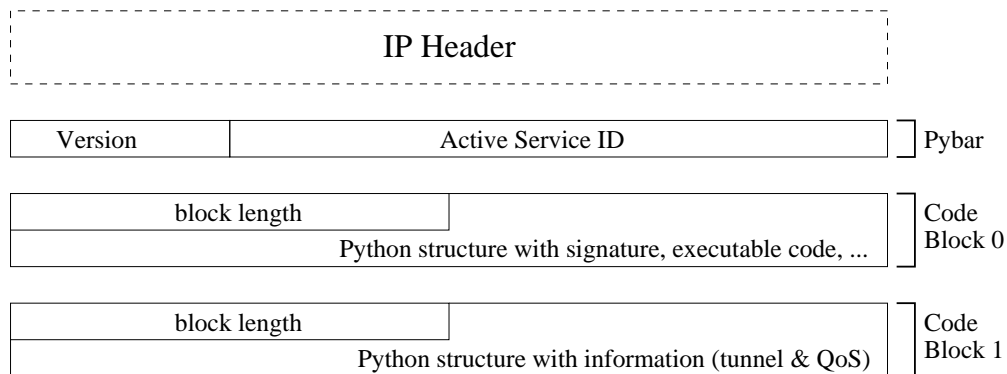 IP Header
Version Active Service ID Pybar
block length Code
Block 0
Python structure with signature, executable code, ...
block length Code
Block 1
Python structure with information (tunnel & QoS)